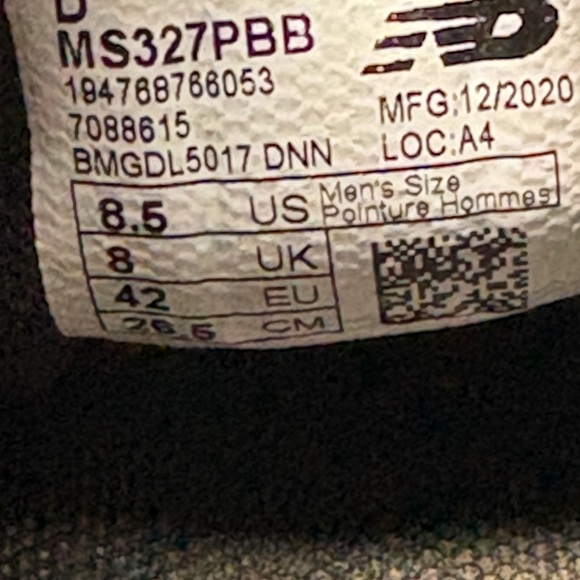 D
MS327PBB
194768766053
7088615
BMGDL5017 DNN
MFG:12/2020
LOC:A4
8.5 US Men's Size
Pointure Hommes
8 UK
42 EU
26.5 CM